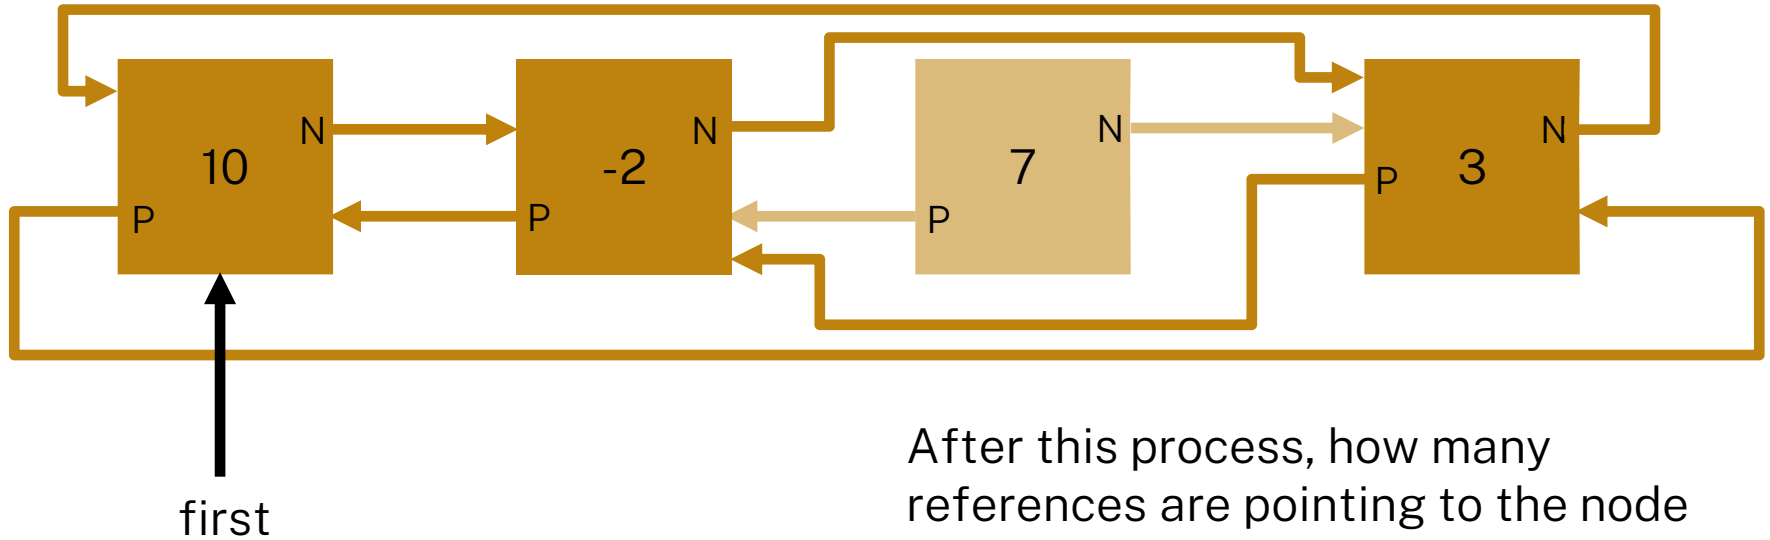 10 N P
-2 N P
7 N P
3 N P
first
After this process, how many
references are pointing to the node